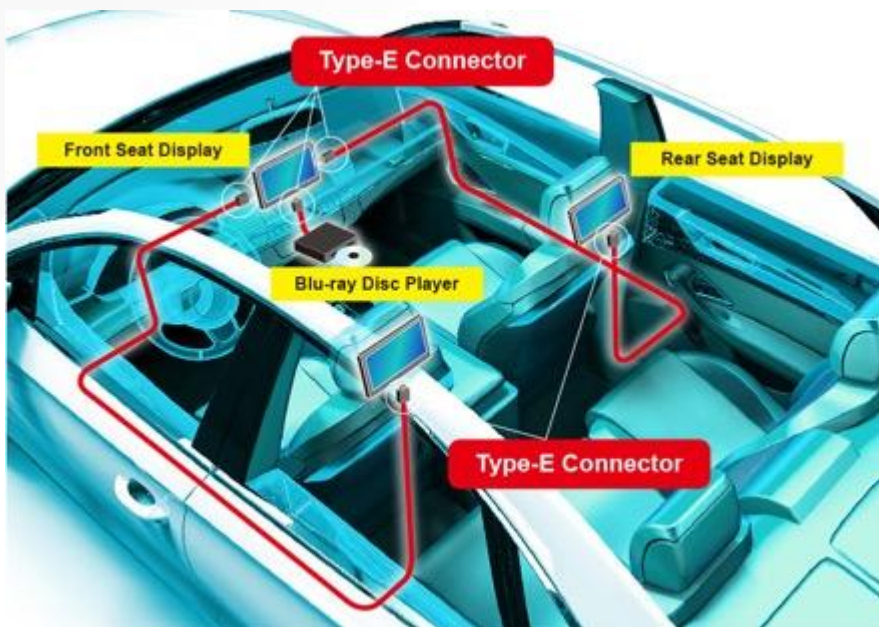 Type-E Connector
Front Seat Display
Rear Seat Display
Blu-ray Disc Player
Type-E Connector